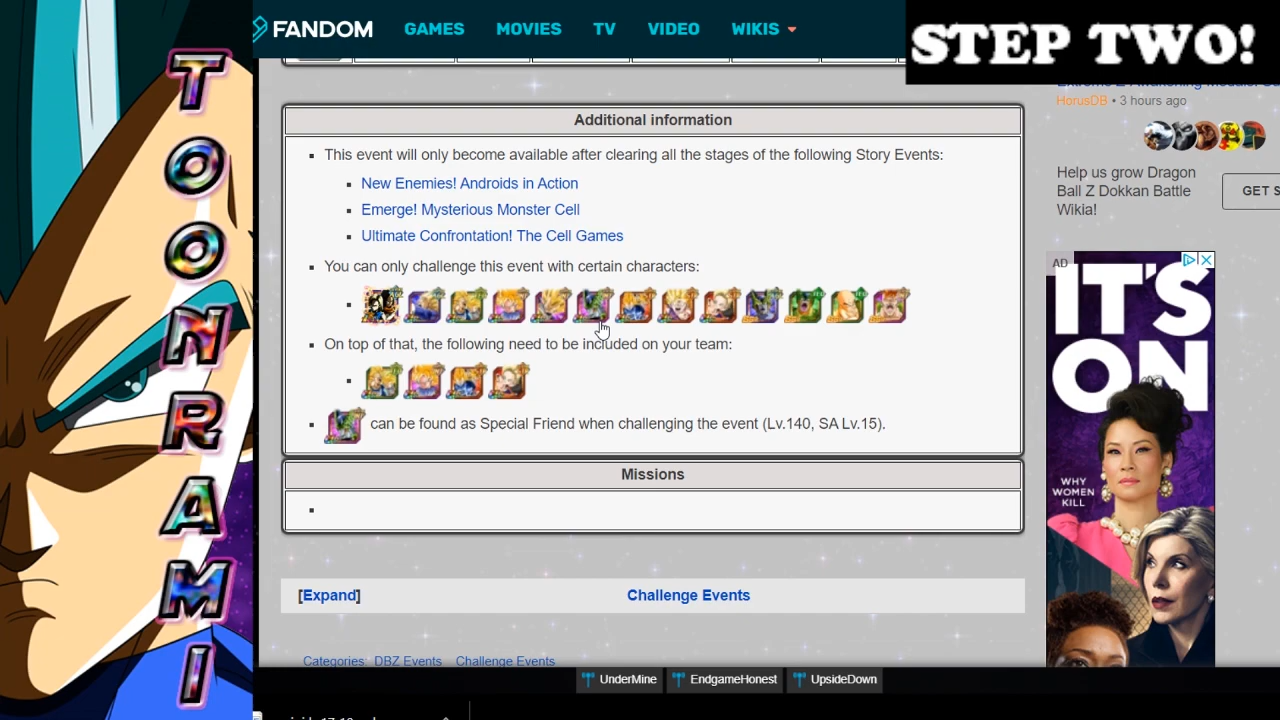 TOONRAMI
FANDOM GAMES MOVIES TV VIDEO WIKIS
STEP TWO!
HorusDB • 3 hours ago
Help us grow Dragon
Ball Z Dokkan Battle
Wikia!
GET S
Additional information
This event will only become available after clearing all the stages of the following Story Events:
New Enemies! Androids in Action
Emerge! Mysterious Monster Cell
Ultimate Confrontation! The Cell Games
You can only challenge this event with certain characters:
On top of that, the following need to be included on your team:
can be found as Special Friend when challenging the event (Lv.140, SA Lv.15).
Missions
[Expand] Challenge Events
Categories: DBZ Events Challenge Events
AD
IT'S
ON
WHY
WOMEN
KILL
UnderMine EndgameHonest UpsideDown